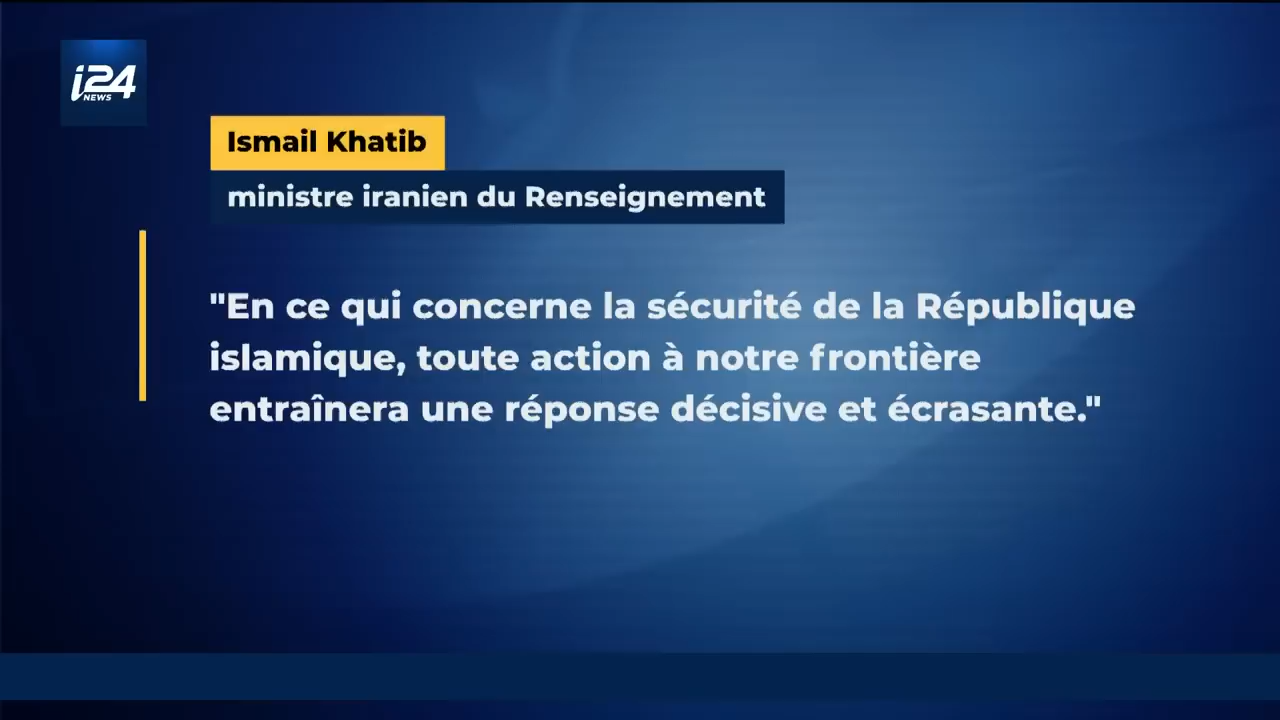 i24
NEWS
Ismail Khatib
ministre iranien du Renseignement
"En ce qui concerne la sécurité de la République
islamique, toute action à notre frontière
entraînera une réponse décisive et écrasante."